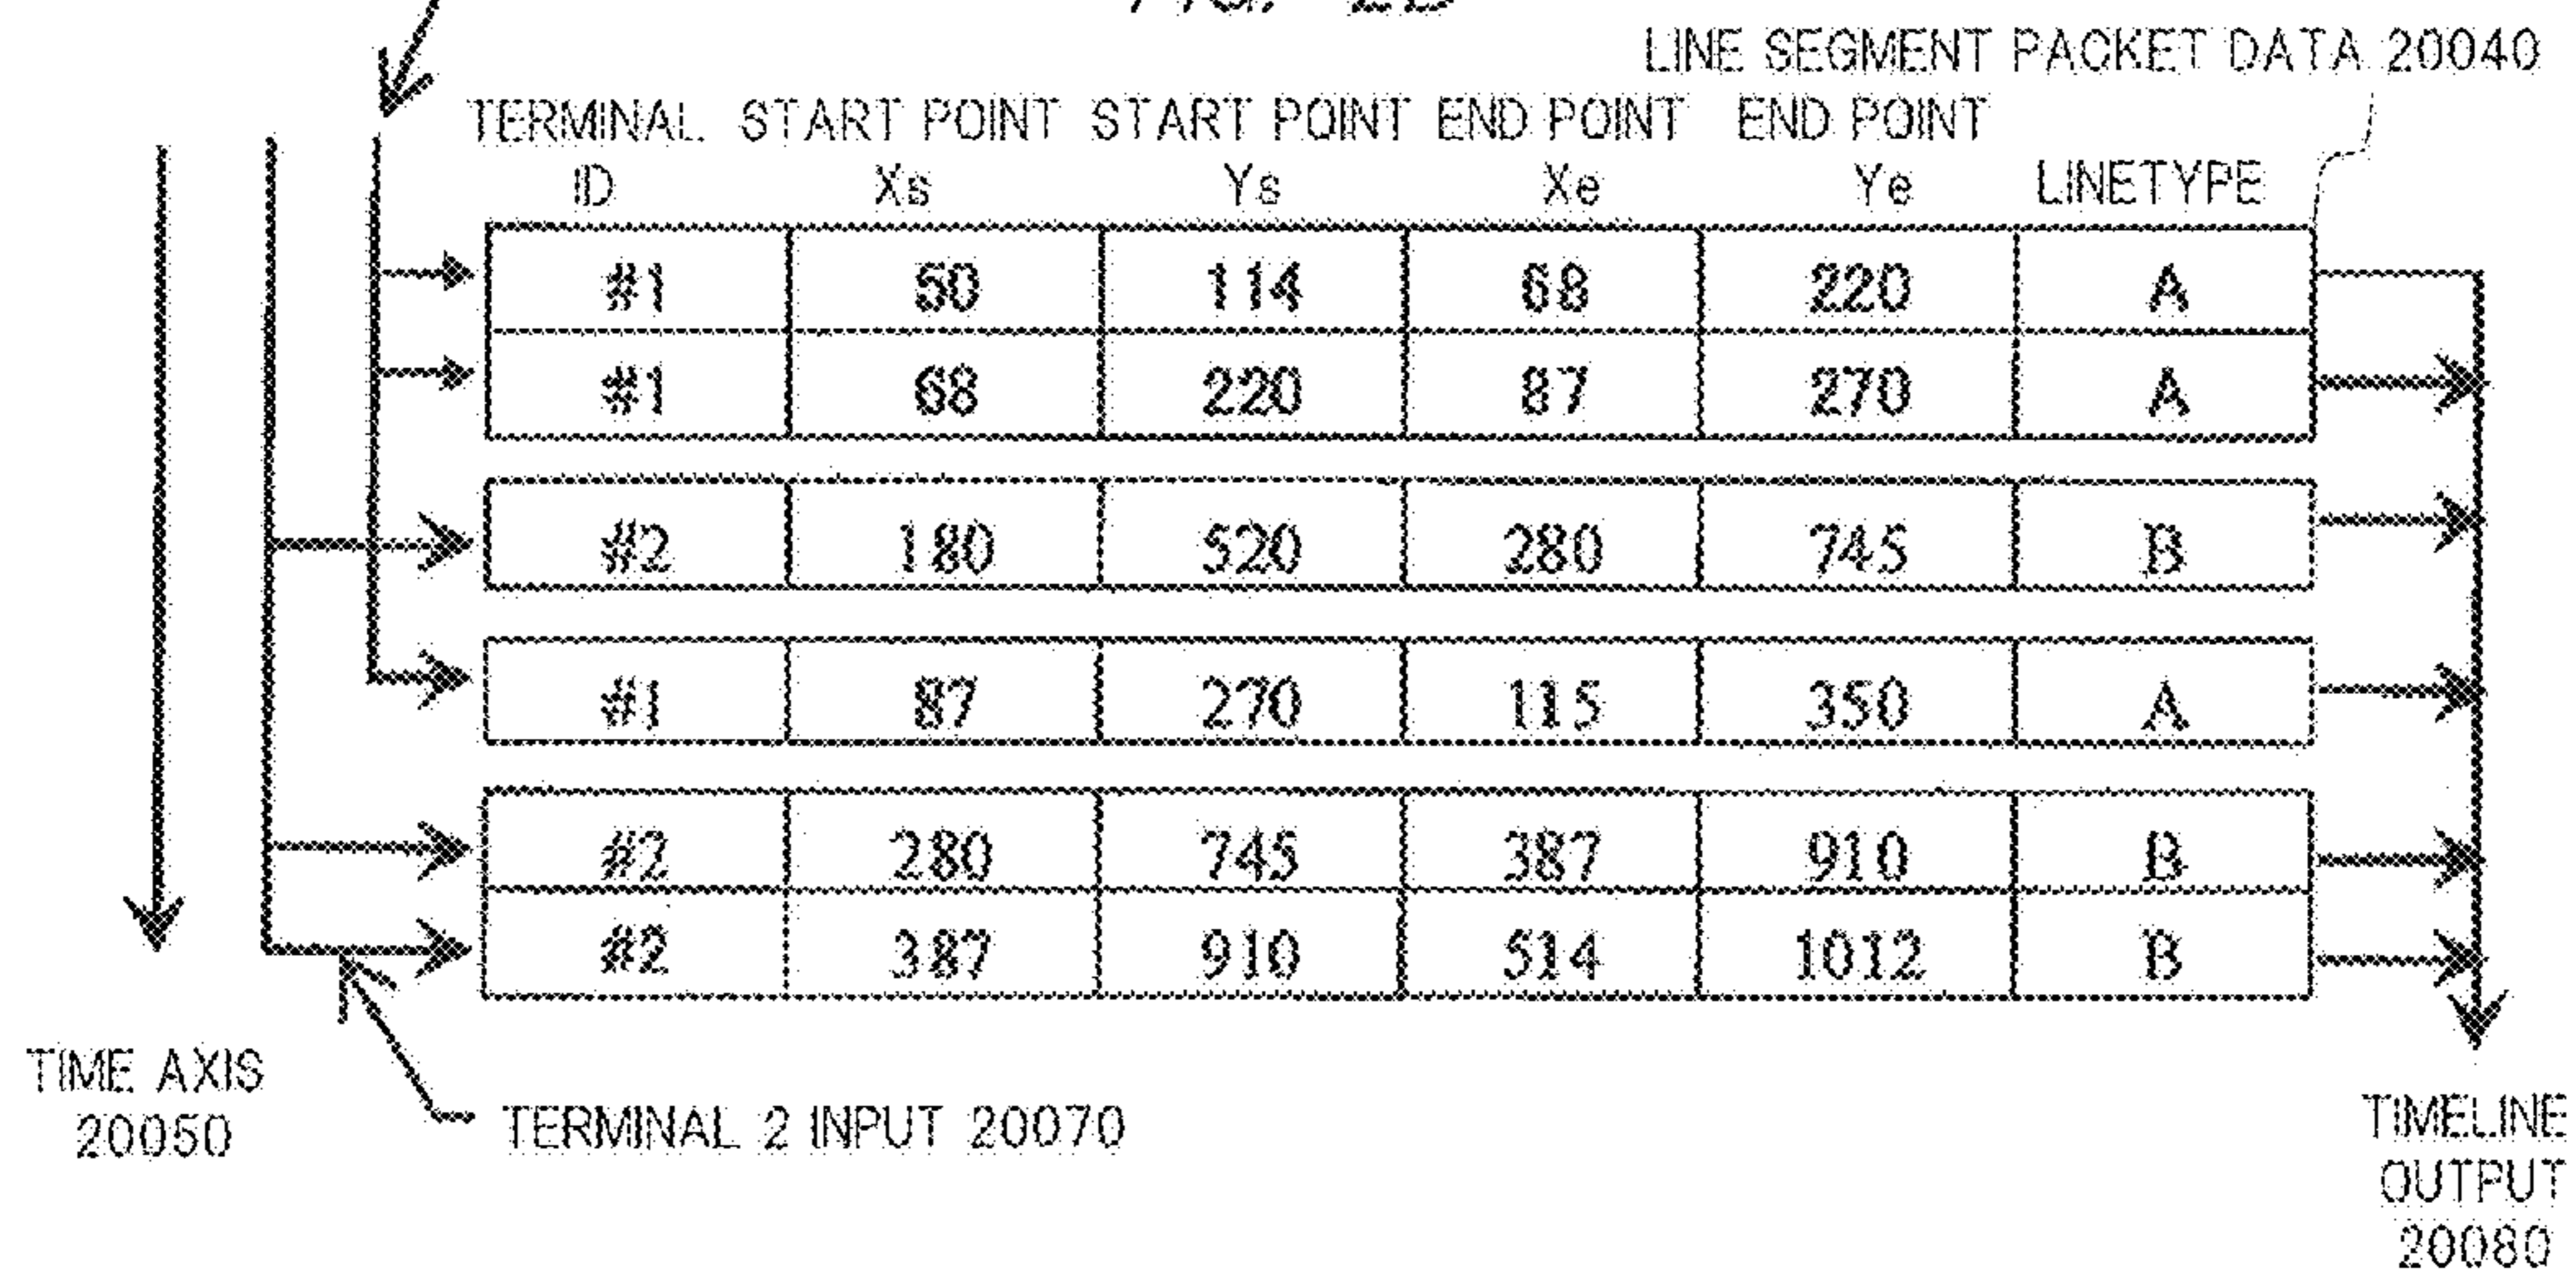 FIG. 2B
LINE SEGMENT PACKET DATA 20040
TERMINAL START POINT START POINT END POINT END POINT
ID Xs Ys Xe Ye LINETYPE
#1 50 114 68 220 A
#1 68 220 87 270 A
#2 180 520 280 745 B
#1 87 270 115 350 A
#2 280 745 387 910 B
#2 387 910 514 1012 B
TIME AXIS
20050
TERMINAL 2 INPUT 20070
TIMELINE
OUTPUT
20080